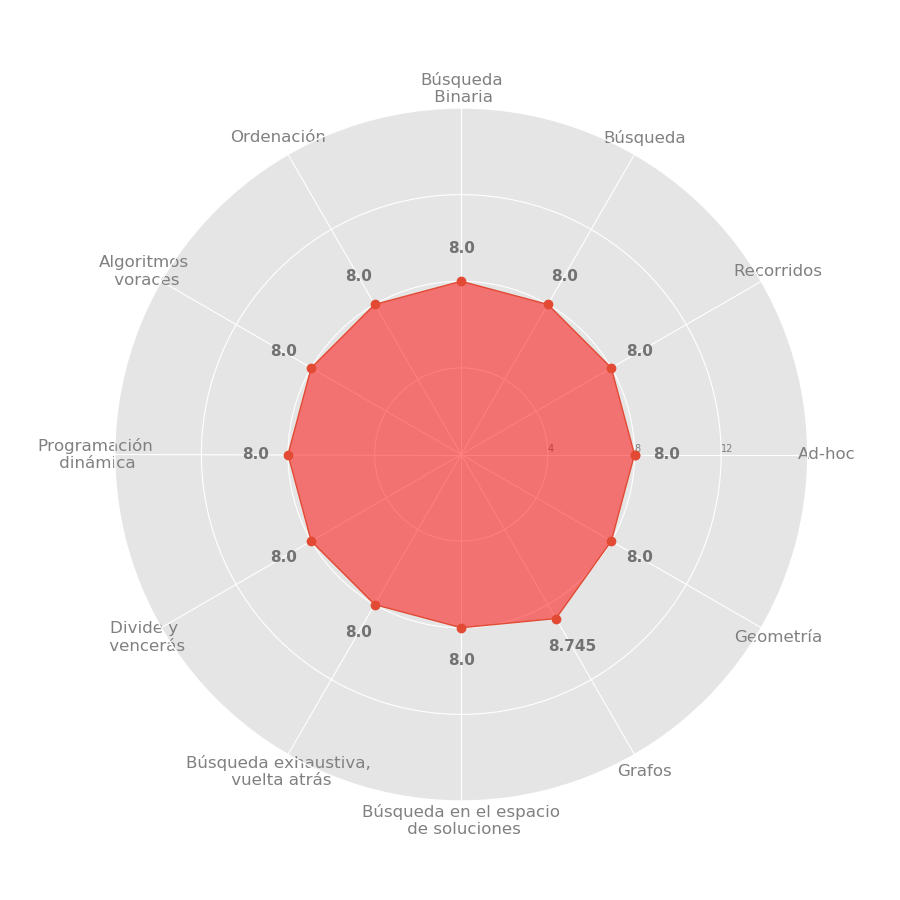 Búsqueda
Binaria
Ordenación
Búsqueda
8.0
Algoritmos
voraces
8.0
8.0
Recorridos
8.0
8.0
Programación
dinámica
8.0
4
8
12
8.0
Ad-hoc
8.0
8.0
Divide y
vencerás
8.0
8.0
8.745
Geometría
Búsqueda exhaustiva,
vuelta atrás
Grafos
Búsqueda en el espacio
de soluciones